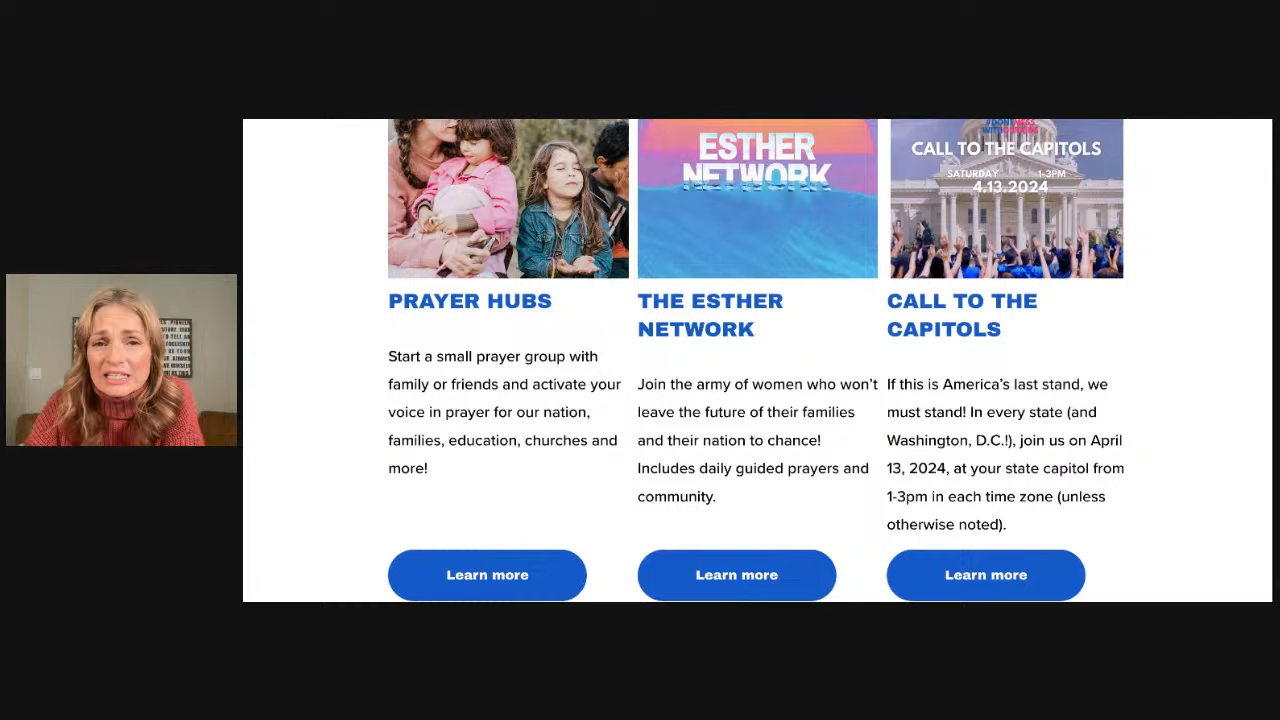 ESTHER
NETWORK
CALL TO THE CAPITOLS
SATURDAY 1-3PM
4.13.2024
PRAYER HUBS
Start a small prayer group with
family or friends and activate your
voice in prayer for our nation,
families, education, churches and
more!
Learn more
THE ESTHER
NETWORK
Join the army of women who won’t
leave the future of their families
and their nation to chance!
Includes daily guided prayers and
community.
Learn more
CALL TO THE
CAPITOLS
If this is America’s last stand, we
must stand! In every state (and
Washington, D.C.!), join us on April
13, 2024, at your state capitol from
1-3pm in each time zone (unless
otherwise noted).
Learn more